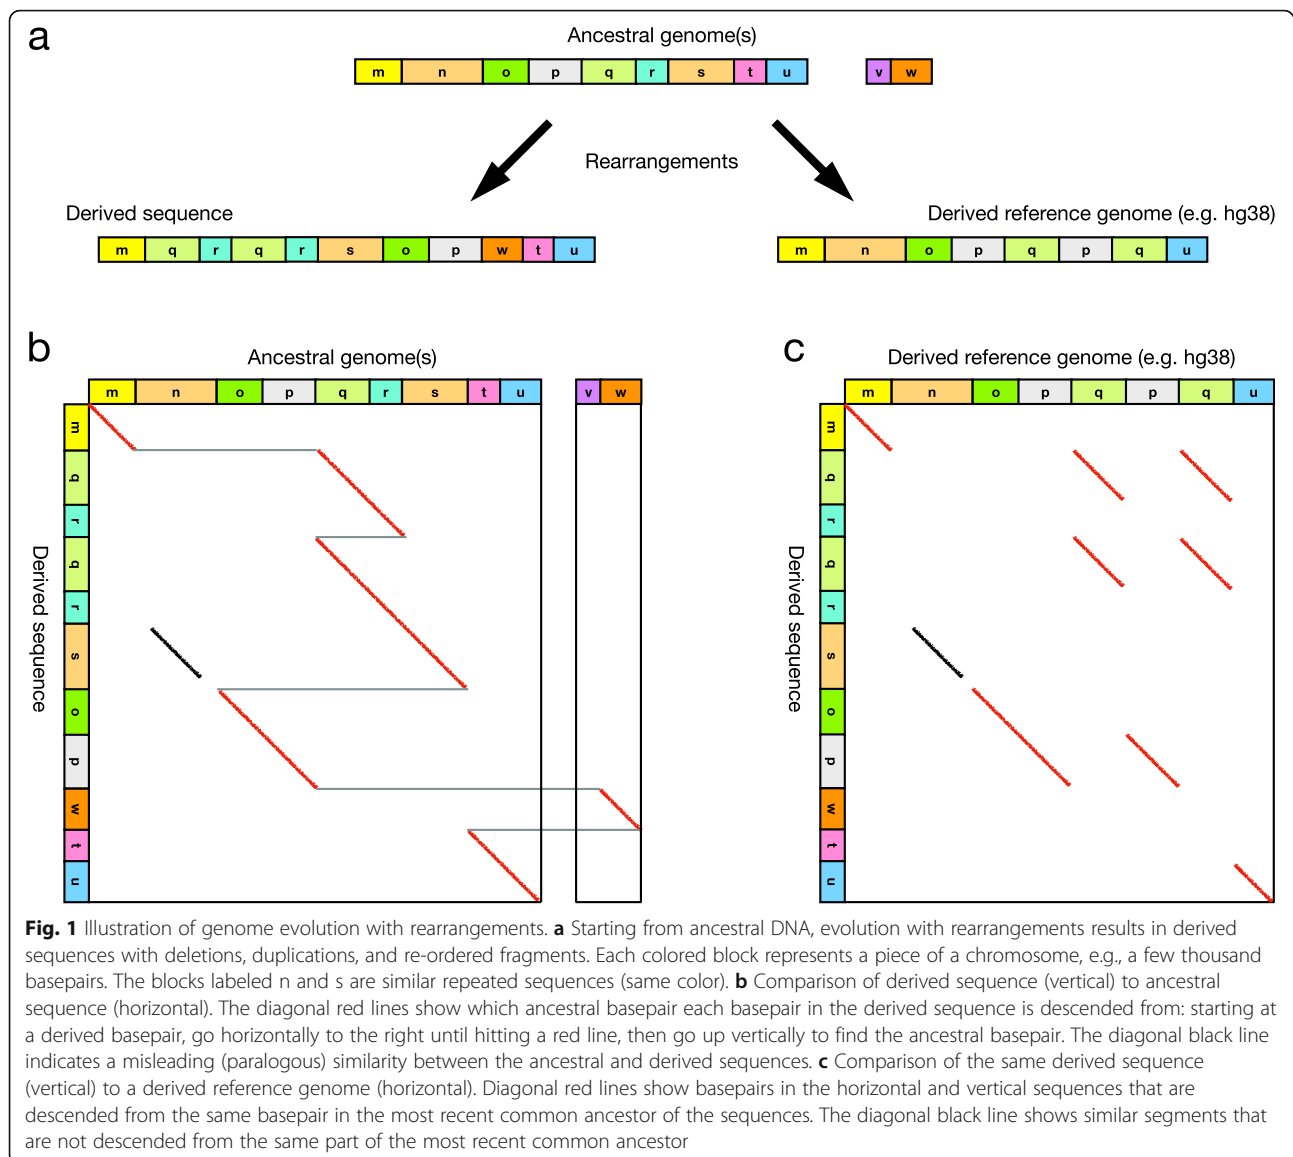 a
Ancestral genome(s)
m n o p q r s t u v w
Rearrangements
Derived sequence
Derived reference genome (e.g. hg38)
m q r q r s o p w t u
m n o p q p q u
b
Ancestral genome(s)
m n o p q r s t u v w
Derived sequence
m
q
r
q
r
s
o
p
w
t
u
c
Derived reference genome (e.g. hg38)
m n o p q p q u
Derived sequence
m
q
r
q
r
s
o
p
w
t
u
Fig. 1 Illustration of genome evolution with rearrangements. a Starting from ancestral DNA, evolution with rearrangements results in derived
sequences with deletions, duplications, and re-ordered fragments. Each colored block represents a piece of a chromosome, e.g., a few thousand
basepairs. The blocks labeled n and s are similar repeated sequences (same color). b Comparison of derived sequence (vertical) to ancestral
sequence (horizontal). The diagonal red lines show which ancestral basepair each basepair in the derived sequence is descended from: starting at
a derived basepair, go horizontally to the right until hitting a red line, then go up vertically to find the ancestral basepair. The diagonal black line
indicates a misleading (paralogous) similarity between the ancestral and derived sequences. c Comparison of the same derived sequence
(vertical) to a derived reference genome (horizontal). Diagonal red lines show basepairs in the horizontal and vertical sequences that are
descended from the same basepair in the most recent common ancestor of the sequences. The diagonal black line shows similar segments that
are not descended from the same part of the most recent common ancestor